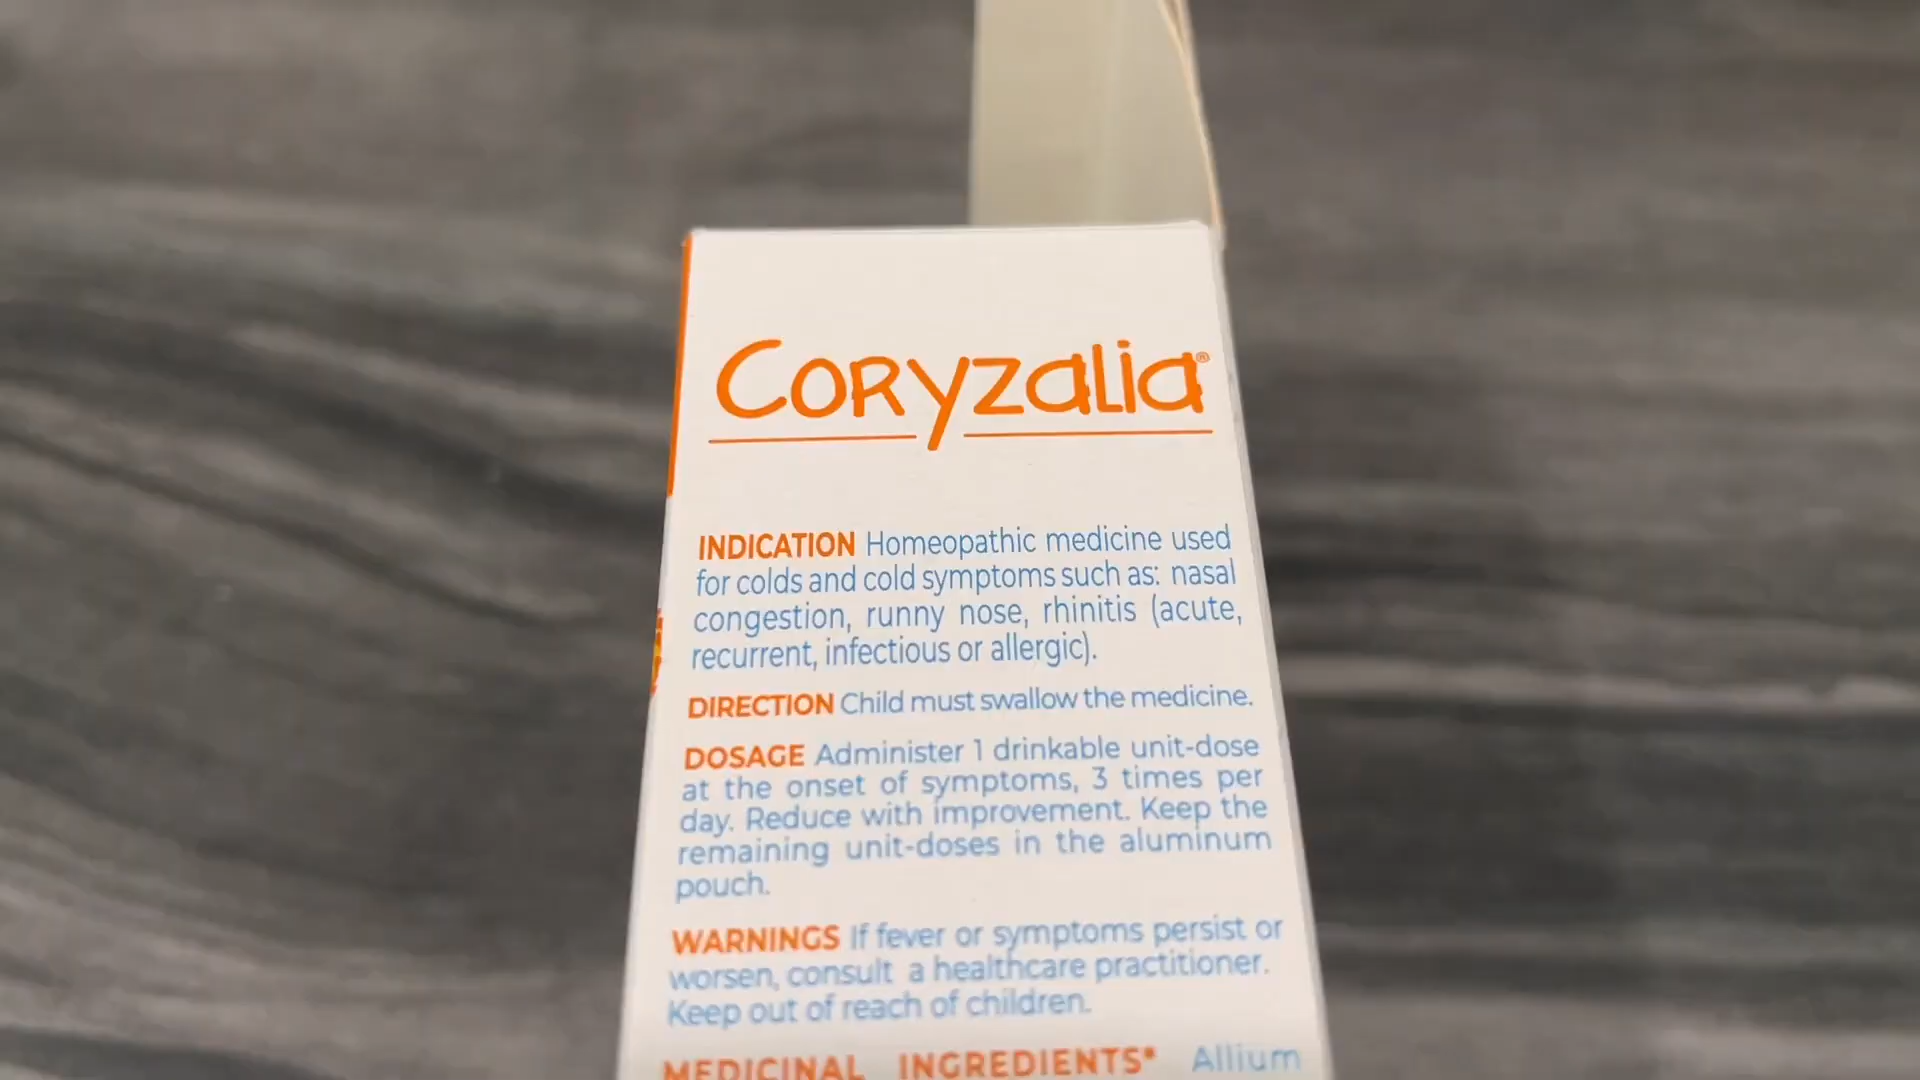 Coryzalia®
INDICATION Homeopathic medicine used
for colds and cold symptoms such as: nasal
congestion, runny nose, rhinitis (acute,
recurrent, infectious or allergic).
DIRECTION Child must swallow the medicine.
DOSAGE Administer 1 drinkable unit-dose
at the onset of symptoms, 3 times per
day. Reduce with improvement. Keep the
remaining unit-doses in the aluminum
pouch.
WARNINGS If fever or symptoms persist or
worsen, consult a healthcare practitioner.
Keep out of reach of children.
MEDICINAL INGREDIENTS* Allium